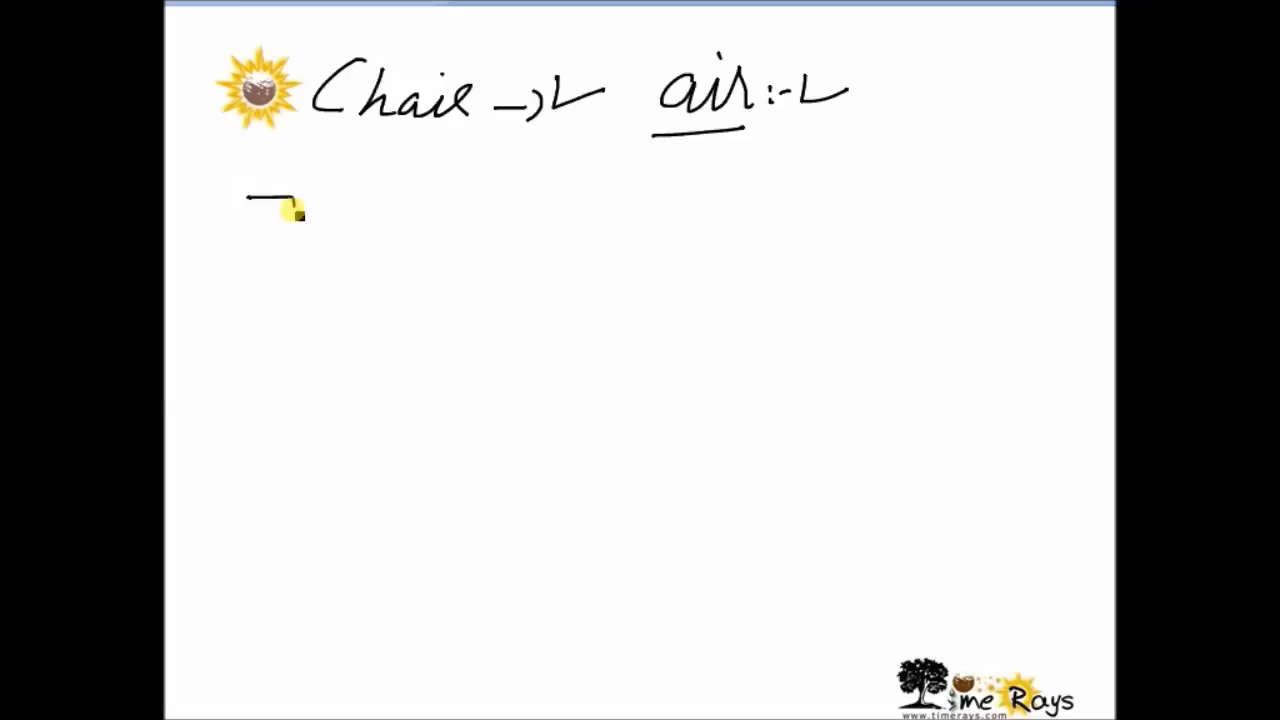 Chair → ✓ air :- ✓
Time Rays
www.timerays.com